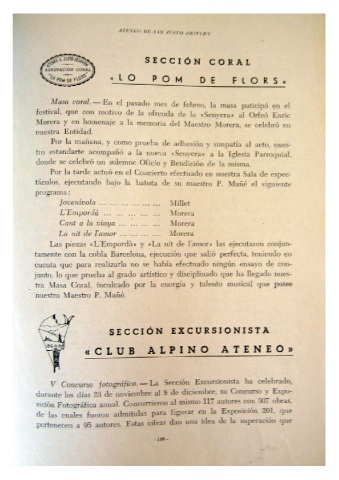 ATENEO DE SAN JUSTO DESVERN
AGRUPACIÓN CORAL
"LO POM DE FLORS"
SECCIÓN CORAL
«LO POM DE FLORS»
Masa coral. — En el pasado mes de febrero, la masa paticipó en el
festival, que con motivo de la ofrenda de la «Senyera» al Orfeó Enric
Morera y en homenaje a la memoria del Maestro Morera, se celebró en
nuestra Entidad.
Por la mañana, y como prueba de adhesión y simpatía al acto, nues-
tro estandarte acompañó a la nueva «Senyera» a la Iglesia Parroquial,
donde se celebró un solemne Oficio y Bendición de la misma.
Por la tarde actuó en el Concierto efectuado en nuestra Sala de espec-
táculos, ejecutando bajo la batuta de su maestro P. Mañé el siguiente
programa:
Jovenívola ... ... ... ... ... ... Millet
L'Empordà ... ... ... ... ... Morera
Cant a la vinya ... ... ... ... Morera
La nit de l'amor ... ... ... ... Morera
Las piezas «L'Empordà» y «La nit de l'amor» las ejecutaron conjun-
tamente con la cobla Barcelona, ejecución que salió perfecta, teniendo en
cuenta que para realizarla no se había efectuado ningún ensayo de con-
junto, lo que prueba al grado artístico y disciplinado que ha llegado nues-
tra Masa Coral, inculcado por la energía y talento musical que posee
nuestro Maestro P. Mañé.
SECCIÓN EXCURSIONISTA
«CLUB ALPINO ATENEO»
V Concurso fotográfico. — La Sección Excursionista ha celebrado,
durante los días 23 de noviembre al 8 de diciembre, su Concurso y Expo-
sición Fotográfica anual. Concurrieron al mismo 117 autores con 307 obras,
de las cuales fueron admitidas para figurar en la Exposición 201, que
pertenecen a 95 autores. Estas cifras dan una idea de la superación que